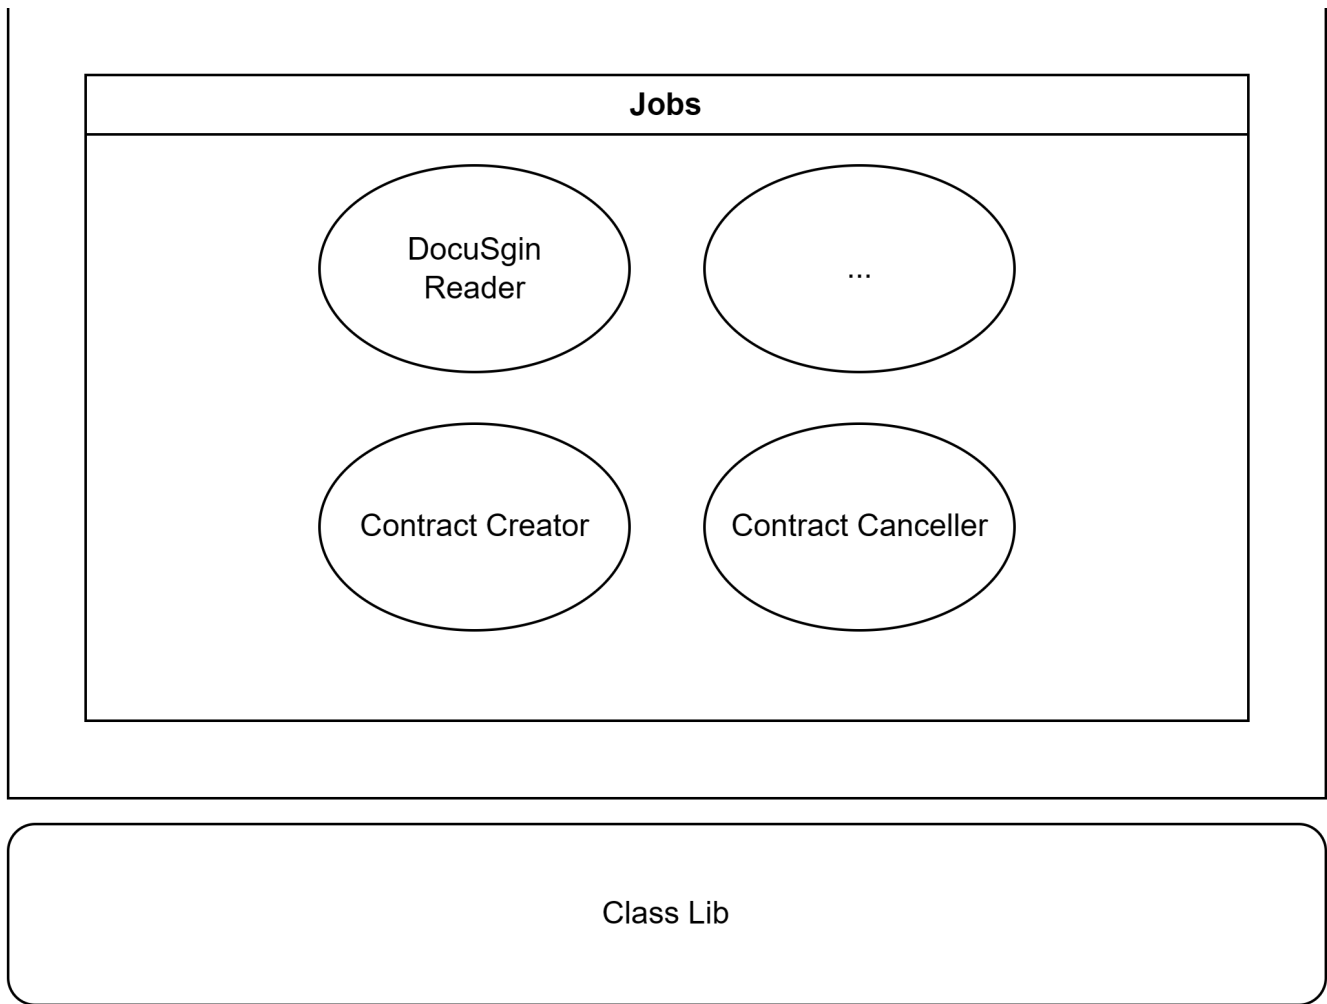 Jobs
DocuSgin
Reader
...
Contract Creator
Contract Canceller
Class Lib